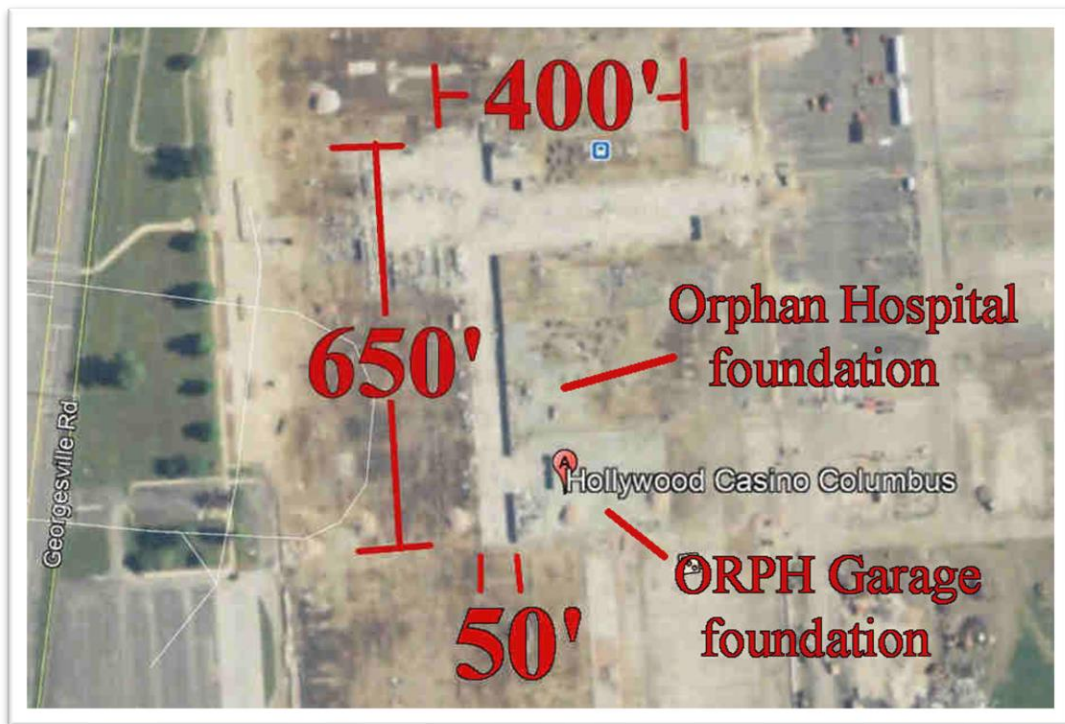 400'
650'
Orphan Hospital
foundation
Georgesville Rd
A
Hollywood Casino Columbus
ORPH Garage
foundation
50'